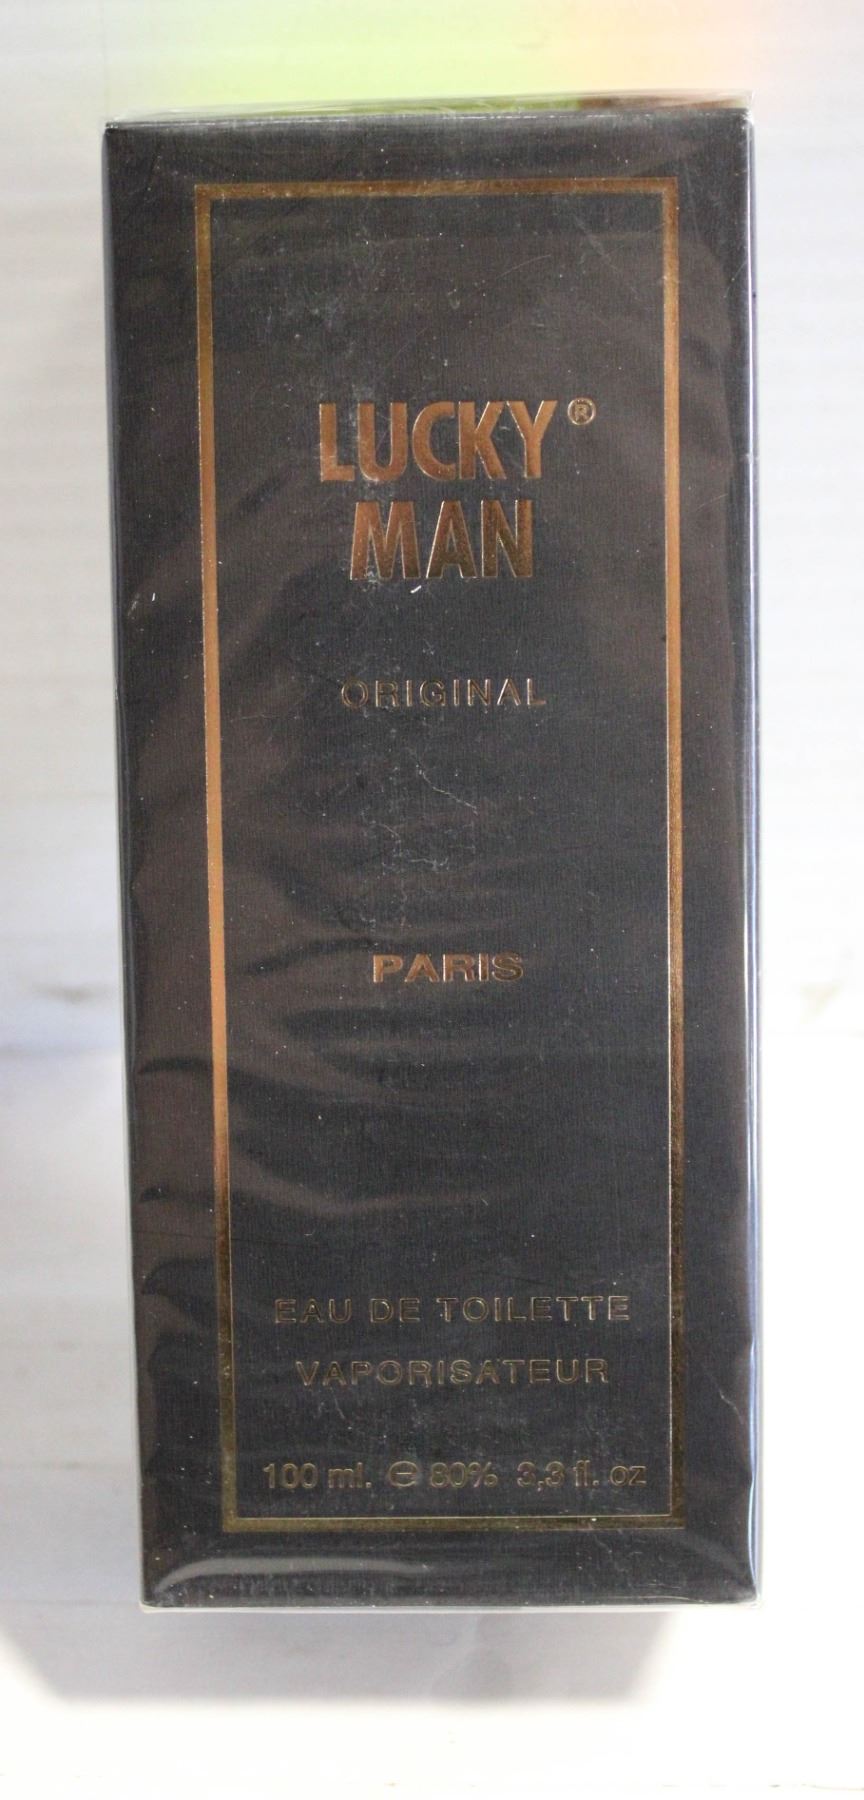 LUCKY®
MAN
ORIGINAL
PARIS
EAU DE TOILETTE
VAPORISATEUR
100 ml. ℮ 80% 3,3 fl. oz